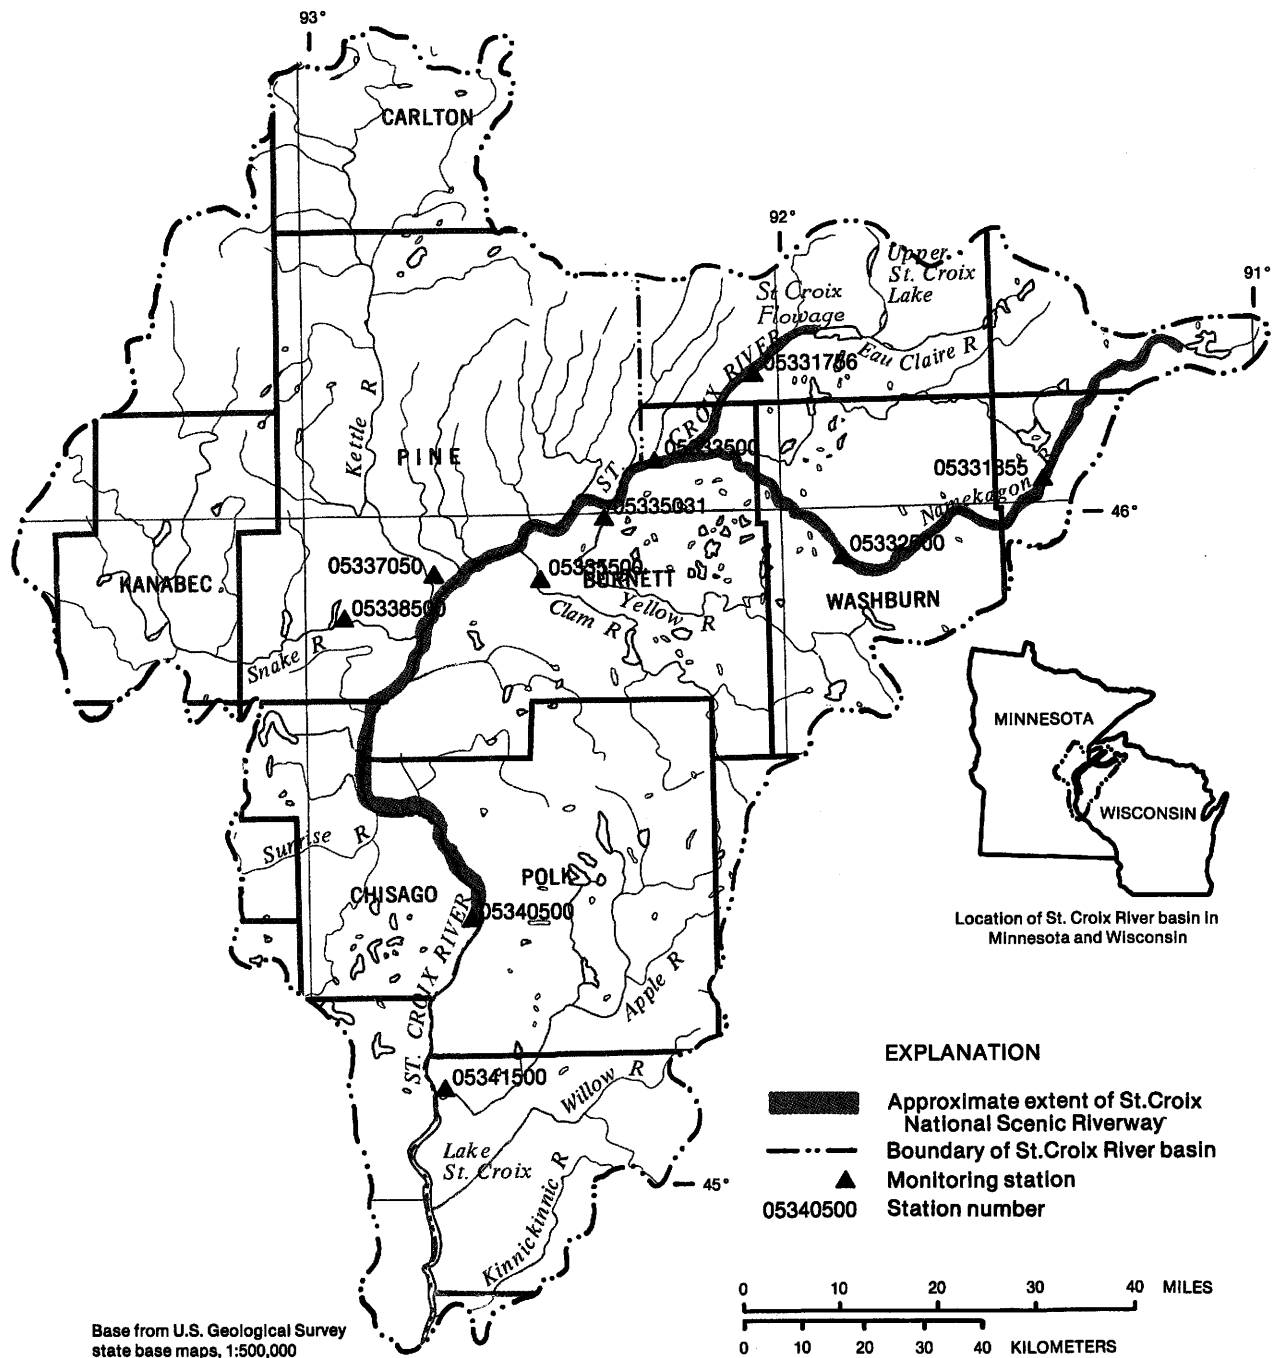 93°
CARLTON
92°
Upper
St. Croix
Lake
91°
St Croix
Flowage
Eau Claire R
05331766
ST. CROIX RIVER
Kettle R
PINE
05333500
05331855
Namekagon R
05335031
46°
05332500
05337050
05335500
KANABEC
BURNETT
05338500
Yellow R
WASHBURN
Clam R
Snake R
MINNESOTA
WISCONSIN
Sunrise R
POLK
CHISAGO
05340500
Location of St. Croix River basin in
Minnesota and Wisconsin
ST. CROIX RIVER
Apple R
EXPLANATION
05341500
Willow R
Approximate extent of St.Croix
National Scenic Riverway
Boundary of St.Croix River basin
Lake
St. Croix
Monitoring station
45°
05340500 Station number
Kinnickinnic R
0 10 20 30 40 MILES
0 10 20 30 40 KILOMETERS
Base from U.S. Geological Survey
state base maps, 1:500,000